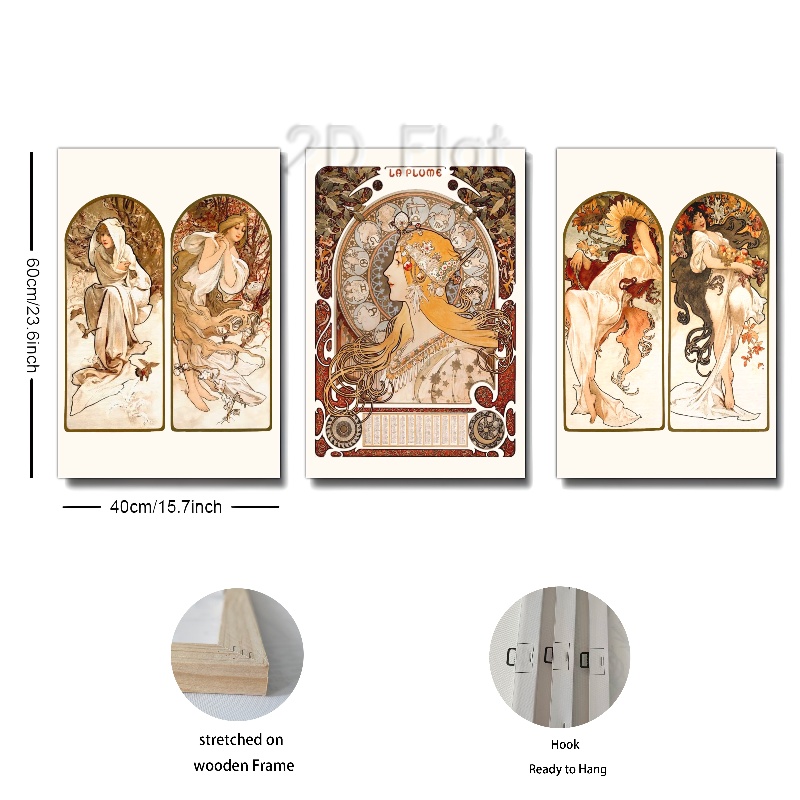 2D Flat
LA PLUME
60cm/23.6inch
40cm/15.7inch
stretched on
wooden Frame
Hook
Ready to Hang